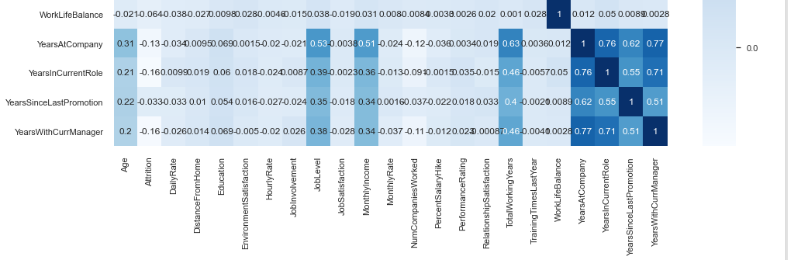 WorkLifeBalance -0.021 -0.064 -0.038 -0.027 0.0098 0.028 -0.0046 -0.015 0.038 -0.019 0.031 0.008 -0.0084 -0.0033 0.0026 0.02 0.001 0.028 1 0.012 0.05 0.0089 0.0028
YearsAtCompany 0.31 -0.13 -0.034 0.0095 0.069 0.0015 -0.02 -0.021 0.53 -0.0038 0.51 -0.024 -0.12 -0.036 0.0034 0.019 0.63 0.0036 0.012 1 0.76 0.62 0.77
0.0
YearsInCurrentRole 0.21 -0.16 0.0099 0.019 0.06 0.018 -0.024 0.0087 0.39 -0.0023 0.36 -0.013 -0.091 -0.0015 0.035 -0.015 0.46 -0.0057 0.05 0.76 1 0.55 0.71
YearsSinceLastPromotion 0.22 -0.033 -0.033 0.01 0.054 0.016 -0.027 -0.024 0.35 -0.018 0.34 0.0016 -0.037 -0.022 0.018 0.033 0.4 0.0089 0.62 0.55 1 0.51
YearsWithCurrManager 0.2 -0.16 -0.026 0.014 0.069 -0.005 -0.02 0.026 0.38 -0.028 0.34 -0.037 -0.11 -0.012 0.46 0.0028 0.77 0.71 0.51 1
Age
Attrition
DailyRate
DistanceFromHome
Education
EnvironmentSatisfaction
HourlyRate
JobInvolvement
JobLevel
JobSatisfaction
MonthlyIncome
MonthlyRate
NumCompaniesWorked
PercentSalaryHike
PerformanceRating
RelationshipSatisfaction
TotalWorkingYears
TrainingTimesLastYear
WorkLifeBalance
YearsAtCompany
YearsInCurrentRole
YearsSinceLastPromotion
YearsWithCurrManager